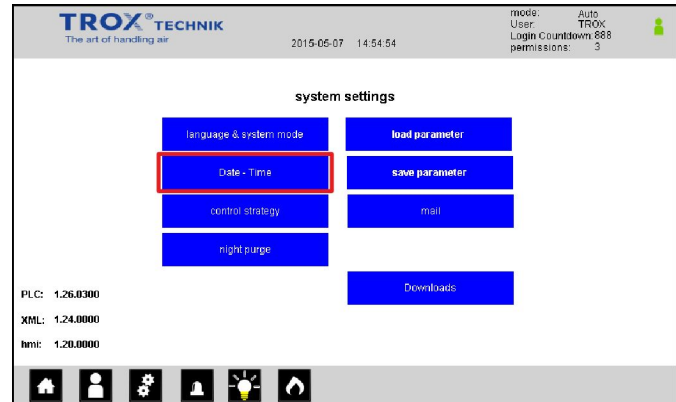 TROX® TECHNIK
The art of handling air
2015-05-07 14:54:54
mode: Auto
User: TROX
Login Countdown: 888
permissions: 3
system settings
language & system mode
load parameter
Date - Time
save parameter
control strategy
mail
night purge
Downloads
PLC: 1.26.0300
XML: 1.24.0000
hmi: 1.20.0000